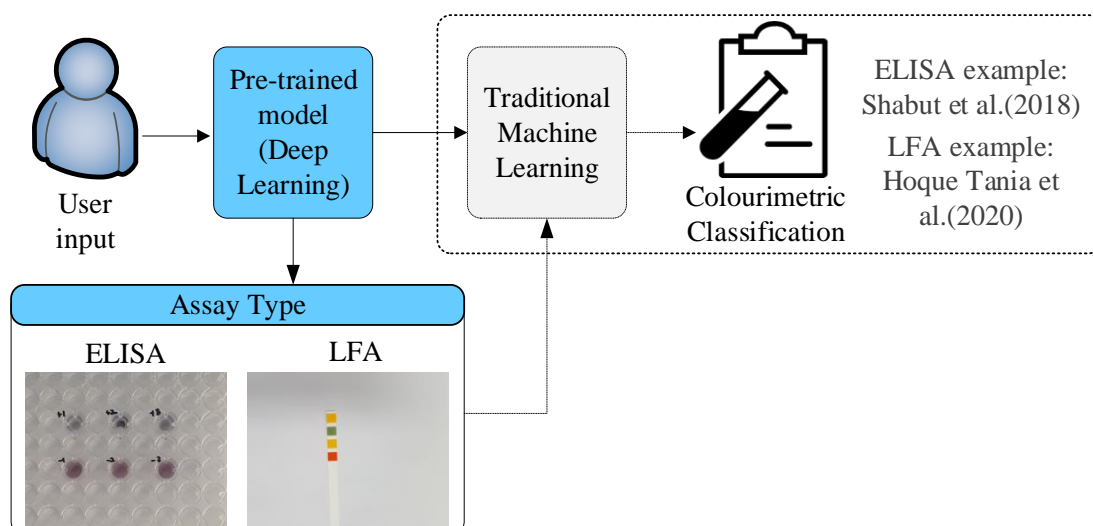 User
input
Pre-trained
model
(Deep
Learning)
Traditional
Machine
Learning
Colourimetric
Classification
ELISA example:
Shabut et al.(2018)
LFA example:
Hoque Tania et
al.(2020)
Assay Type
ELISA
LFA